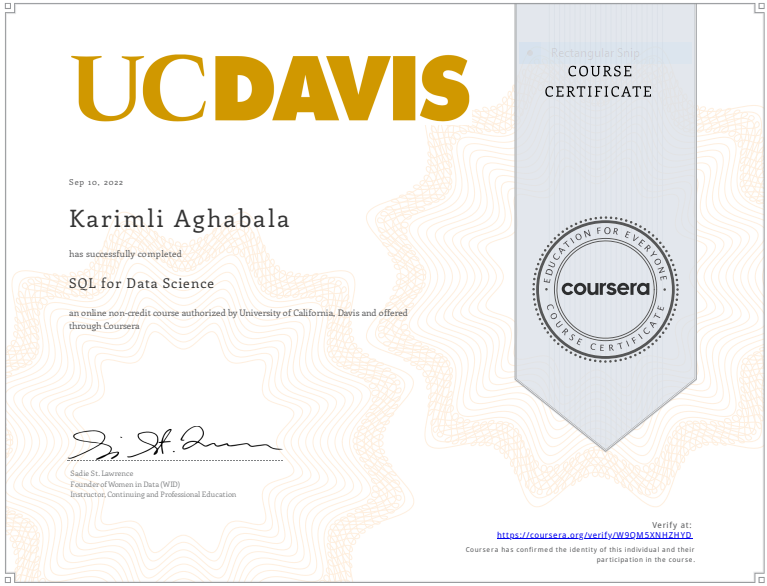 UCDAVIS
Rectangular Snip
COURSE
CERTIFICATE
Sep 10, 2022
Karimli Aghabala
has successfully completed
SQL for Data Science
an online non-credit course authorized by University of California, Davis and offered
through Coursera
EDUCATION FOR EVERYONE
coursera
COURSE CERTIFICATE
Sadie St. Lawrence
Founder of Women in Data (WID)
Instructor, Continuing and Professional Education
Verify at:
https://coursera.org/verify/W9QM5XNHZHYD
Coursera has confirmed the identity of this individual and their
participation in the course.